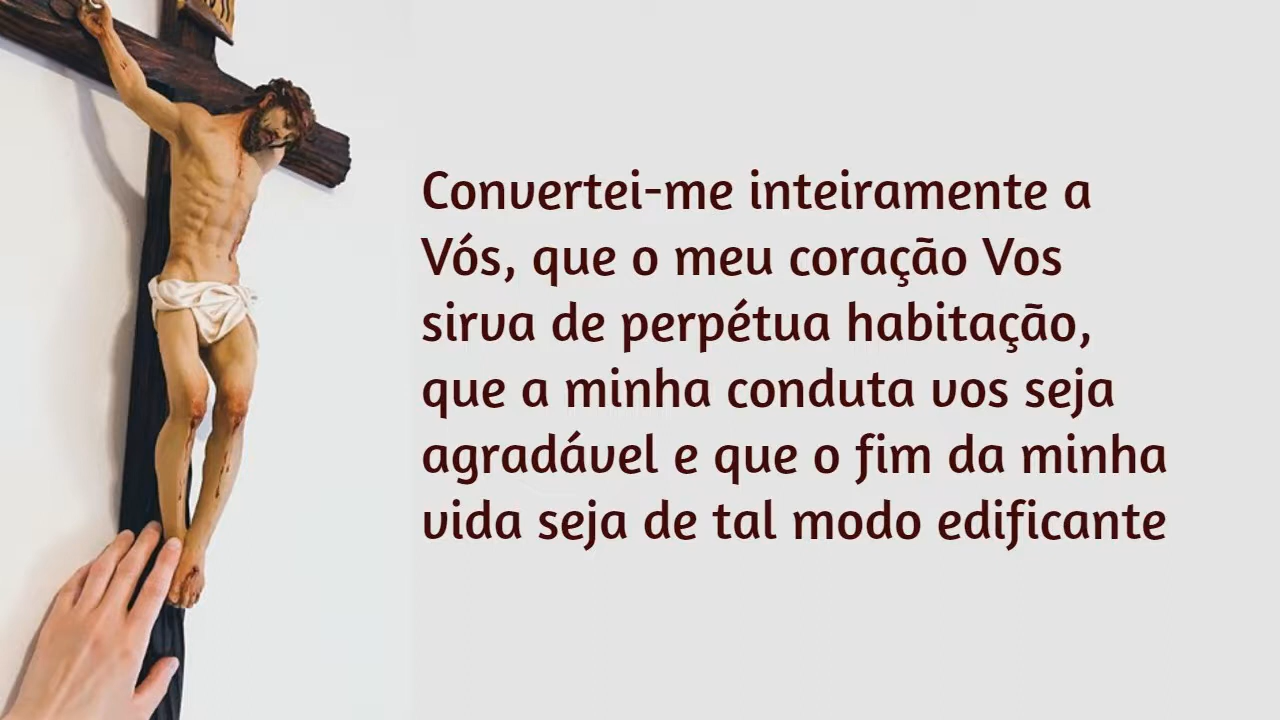 Convertei-me inteiramente a
Vós, que o meu coração Vos
sirva de perpétua habitação,
que a minha conduta vos seja
agradável e que o fim da minha
vida seja de tal modo edificante